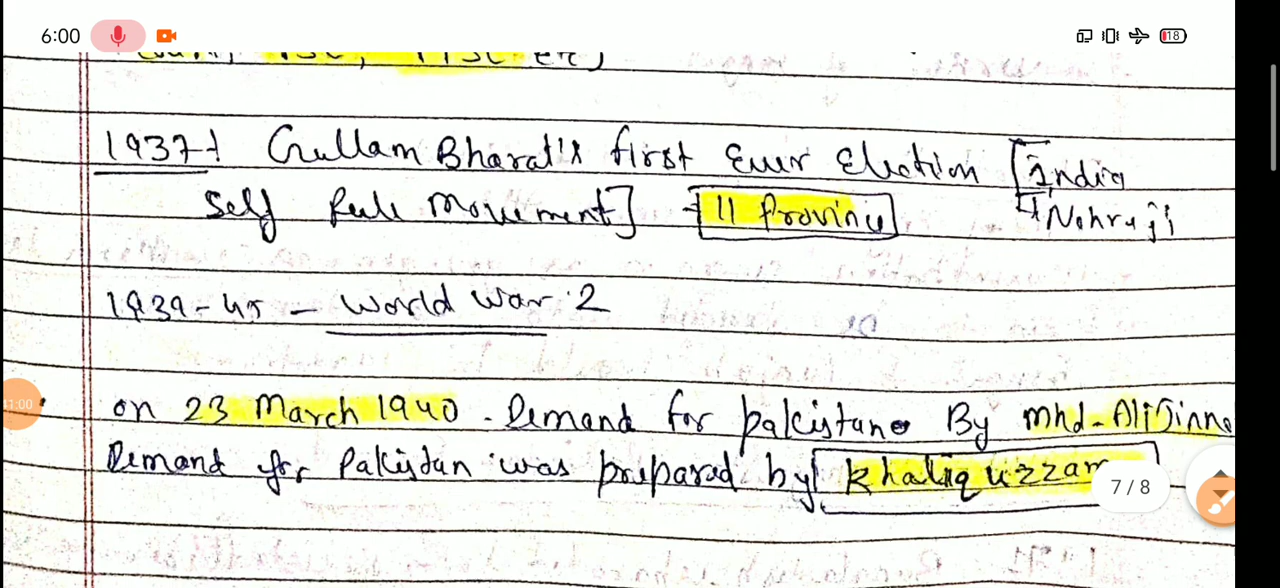 6:00
18
1937 Gullam Bharat's first Ever Election [India
self Rule Movement] - 11 Province
Nehru ji
1939-45 - World War 2
11:00
on 23 March 1940 - Demand for Pakistan By Mhd-Ali Jinna
Demand for Pakistan was prepared by Khaliquzzam
7 / 8